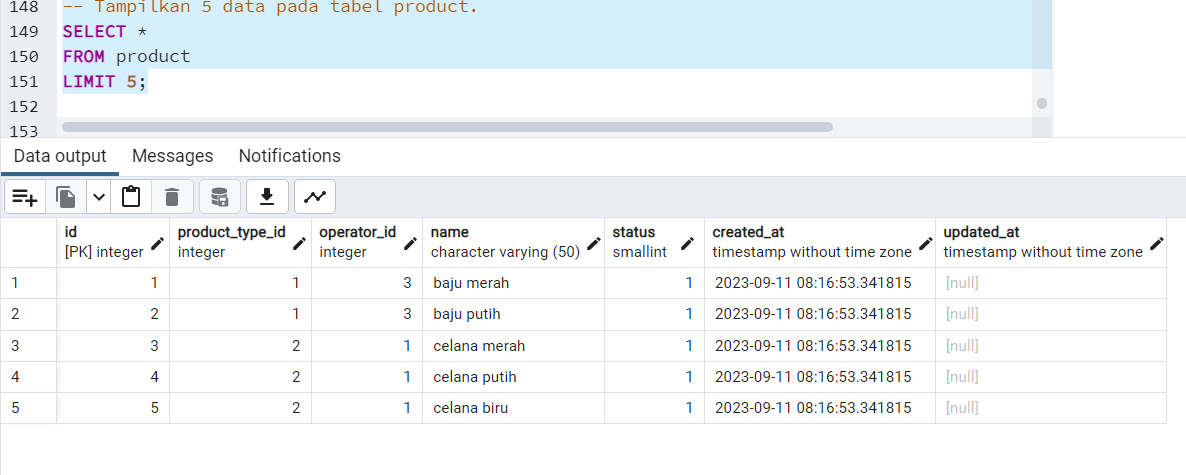 148 -- Tampilkan 5 data pada tabel product.
149 SELECT *
150 FROM product
151 LIMIT 5;
152
153
Data output Messages Notifications
id product_type_id operator_id name status created_at updated_at
[PK] integer integer integer character varying (50) smallint timestamp without time zone timestamp without time zone
1 1 1 3 baju merah 1 2023-09-11 08:16:53.341815 [null]
2 2 1 3 baju putih 1 2023-09-11 08:16:53.341815 [null]
3 3 2 1 celana merah 1 2023-09-11 08:16:53.341815 [null]
4 4 2 1 celana putih 1 2023-09-11 08:16:53.341815 [null]
5 5 2 1 celana biru 1 2023-09-11 08:16:53.341815 [null]